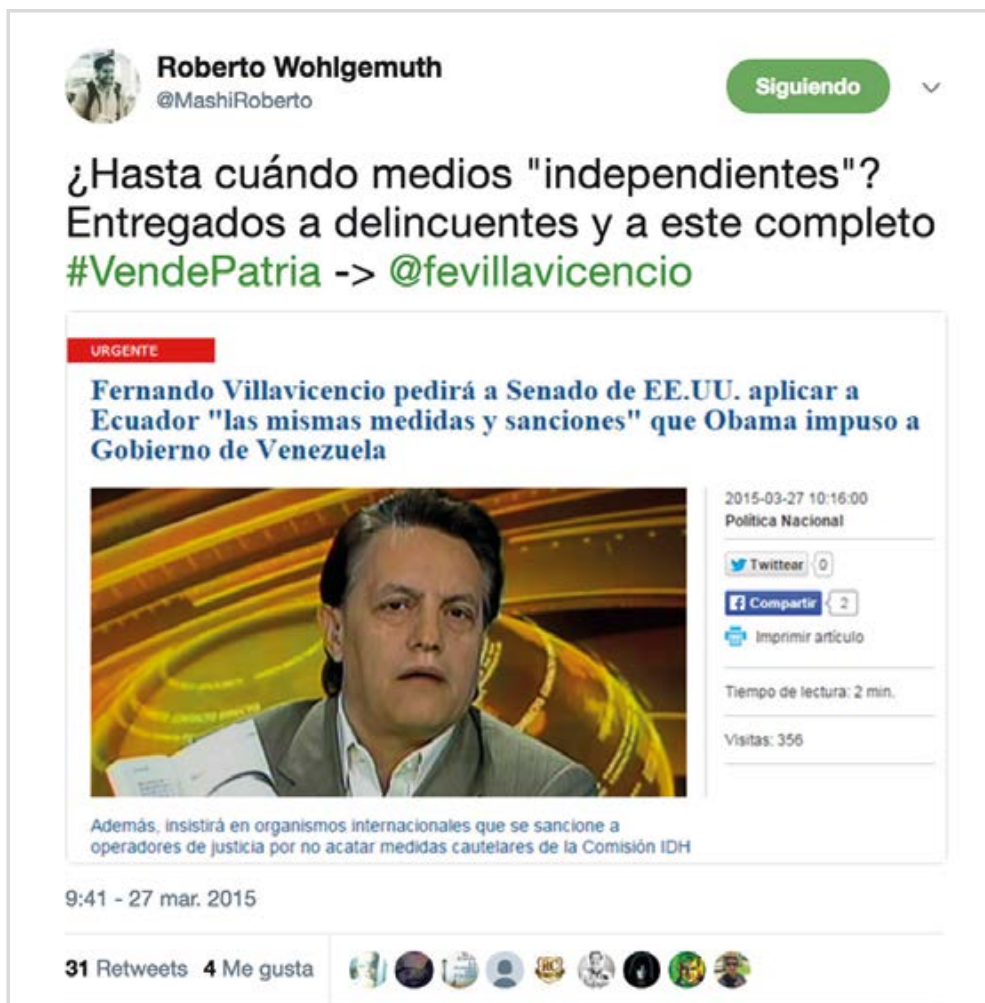 Roberto Wohlgemuth
@MashiRoberto
Siguiendo
¿Hasta cuándo medios "independientes"?
Entregados a delincuentes y a este completo
#VendePatria -> @fevillavicencio
URGENTE
Fernando Villavicencio pedirá a Senado de EE.UU. aplicar a
Ecuador "las mismas medidas y sanciones" que Obama impuso a
Gobierno de Venezuela
2015-03-27 10:16:00
Política Nacional
Twittear 0
Compartir 2
Imprimir artículo
Tiempo de lectura: 2 min.
Visitas: 356
Además, insistirá en organismos internacionales que se sancione a
operadores de justicia por no acatar medidas cautelares de la Comisión IDH
9:41 - 27 mar. 2015
31 Retweets 4 Me gusta